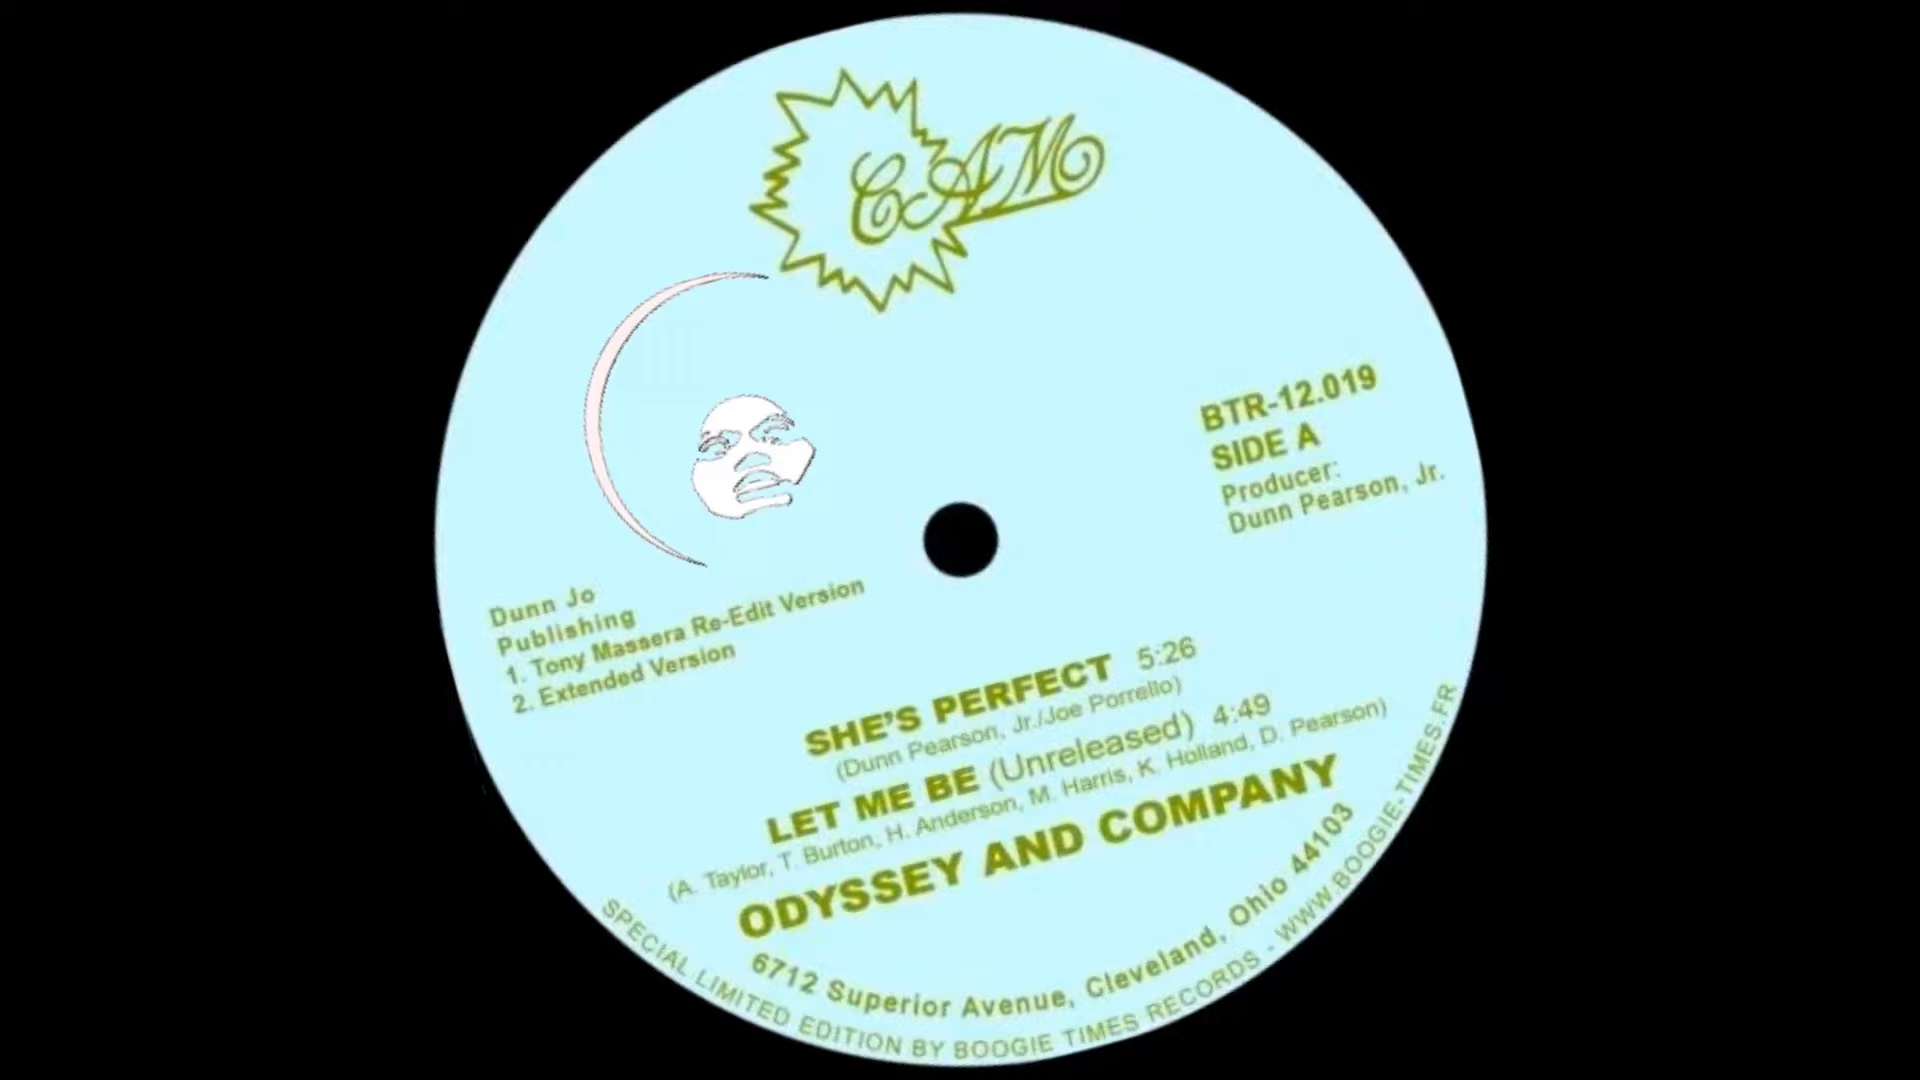 CAM
BTR-12.019
SIDE A
Producer:
Dunn Pearson, Jr.
Dunn Jo
Publishing
1. Tony Massera Re-Edit Version
2. Extended Version
SHE'S PERFECT 5:26
(Dunn Pearson, Jr./Joe Porrello)
LET ME BE (Unreleased) 4:49
(A. Taylor, T. Burton, H. Anderson, M. Harris, K. Holland, D. Pearson)
ODYSSEY AND COMPANY
6712 Superior Avenue, Cleveland, Ohio 44103
SPECIAL LIMITED EDITION BY BOOGIE TIMES RECORDS - WWW.BOOGIE-TIMES.FR